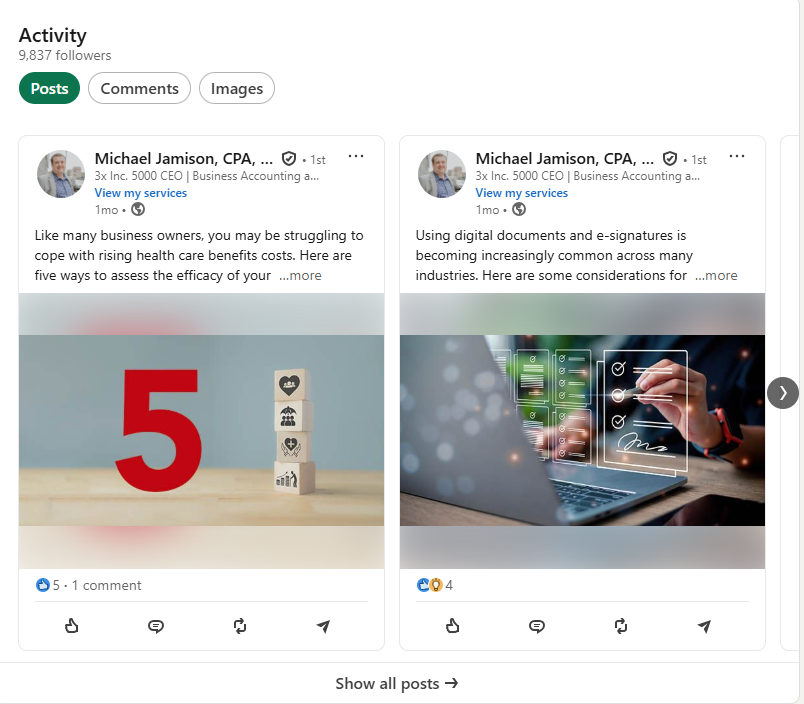 Activity
9,837 followers
Posts
Comments
Images
Michael Jamison, CPA, ... • 1st
3x Inc. 5000 CEO | Business Accounting a...
View my services
1mo •
Like many business owners, you may be struggling to
cope with rising health care benefits costs. Here are
five ways to assess the efficacy of your ...more
5
5 • 1 comment
Michael Jamison, CPA, ... • 1st
3x Inc. 5000 CEO | Business Accounting a...
View my services
1mo •
Using digital documents and e-signatures is
becoming increasingly common across many
industries. Here are some considerations for ...more
4
Show all posts →